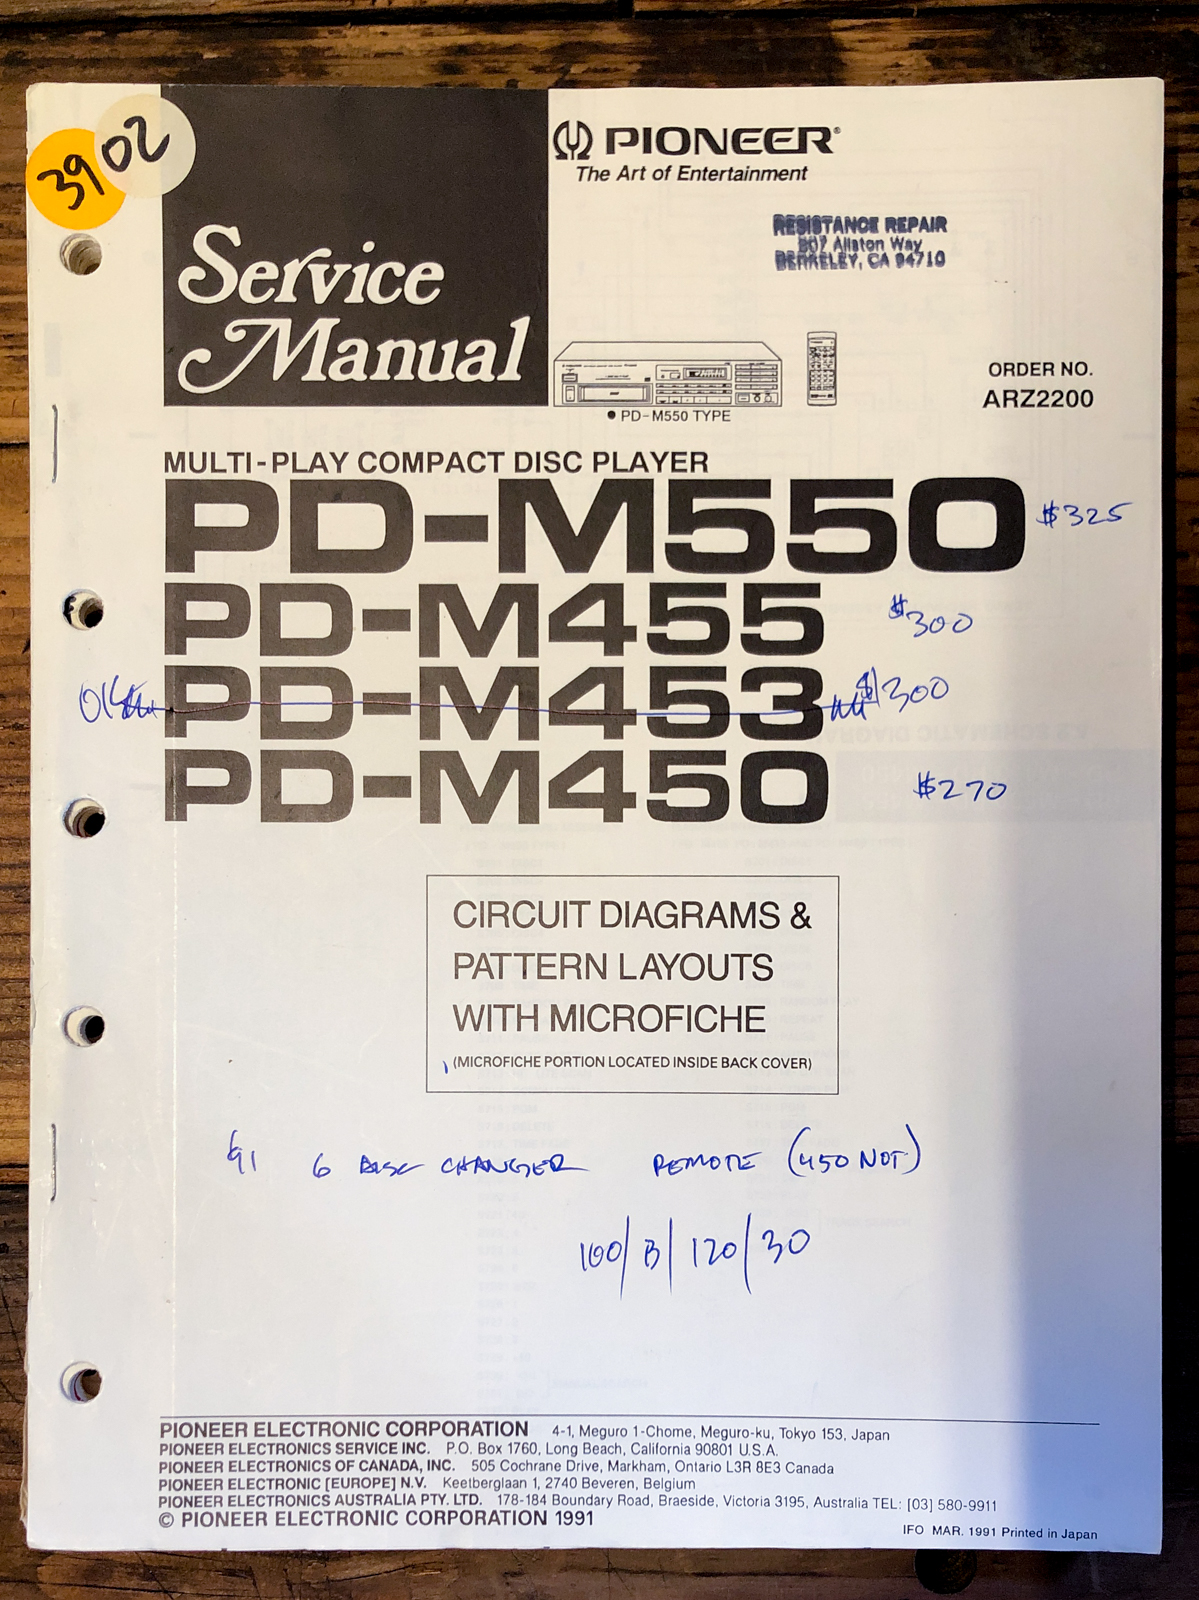 3902
Service
Manual
PIONEER®
The Art of Entertainment
RESISTANCE REPAIR
807 Allston Way
BERKELEY, CA 94710
● PD-M550 TYPE
ORDER NO.
ARZ2200
MULTI-PLAY COMPACT DISC PLAYER
PD-M550 $325
PD-M455 $300
PD-M453 $300
PD-M450 $270
CIRCUIT DIAGRAMS &
PATTERN LAYOUTS
WITH MICROFICHE
(MICROFICHE PORTION LOCATED INSIDE BACK COVER)
'91 6 DISC CHANGER REMOTE (450 NOT)
100/B/120/30
PIONEER ELECTRONIC CORPORATION 4-1, Meguro 1-Chome, Meguro-ku, Tokyo 153, Japan
PIONEER ELECTRONICS SERVICE INC. P.O. Box 1760, Long Beach, California 90801 U.S.A.
PIONEER ELECTRONICS OF CANADA, INC. 505 Cochrane Drive, Markham, Ontario L3R 8E3 Canada
PIONEER ELECTRONIC [EUROPE] N.V. Keetberglaan 1, 2740 Beveren, Belgium
PIONEER ELECTRONICS AUSTRALIA PTY. LTD. 178-184 Boundary Road, Braeside, Victoria 3195, Australia TEL: [03] 580-9911
© PIONEER ELECTRONIC CORPORATION 1991
IFO MAR. 1991 Printed in Japan